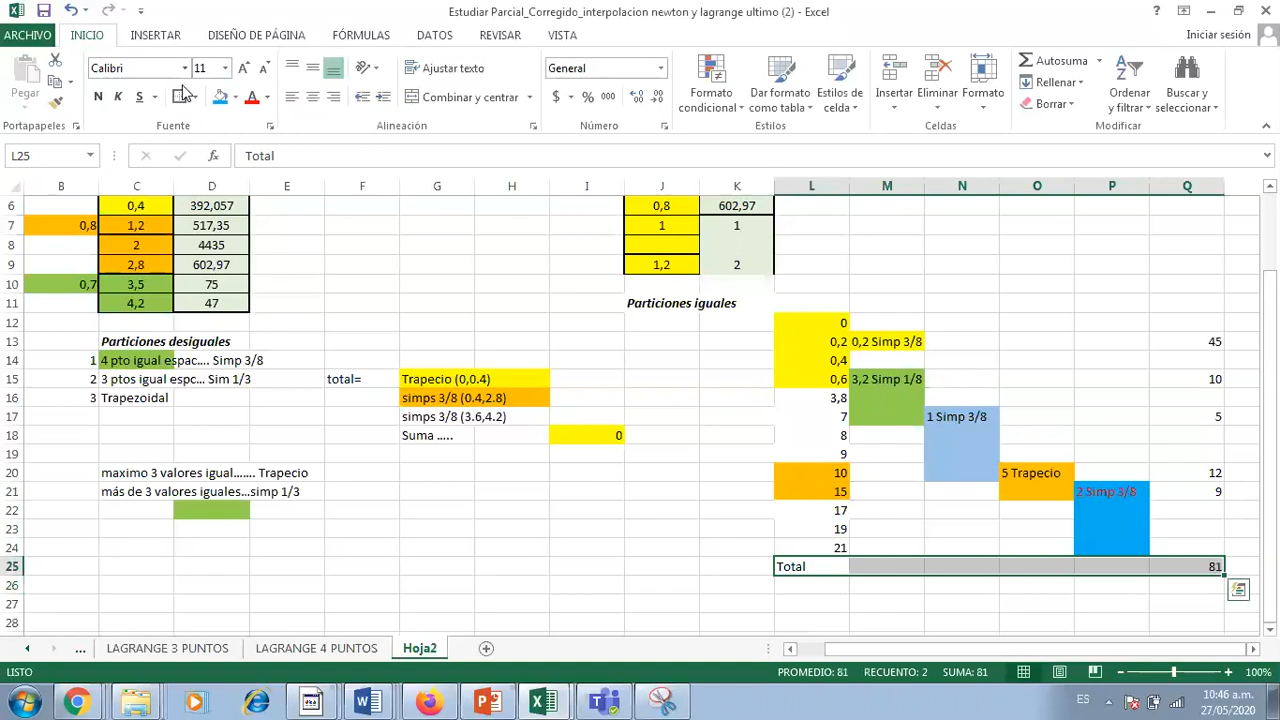 Estudiar Parcial_Corregido_interpolacion newton y lagrange ultimo (2) - Excel
ARCHIVO INICIO INSERTAR DISEÑO DE PÁGINA FÓRMULAS DATOS REVISAR VISTA Iniciar sesión
Pegar
Portapapeles
Calibri 11
N K S
Fuente
Ajustar texto
Combinar y centrar
Alineación
General
$ % 000
Número
Formato condicional
Dar formato como tabla
Estilos de celda
Estilos
Insertar Eliminar Formato
Celdas
Autosuma
Rellenar
Borrar
Ordenar y filtrar
Buscar y seleccionar
Modificar
L25 fx Total
B C D E F G H I J K L M N O P Q
6 0,4 392,057 0,8 602,97
7 0,8 1,2 517,35 1 1
8 2 4435
9 2,8 602,97 1,2 2
10 0,7 3,5 75
11 4,2 47 Particiones iguales
12 0
13 Particiones desiguales 0,2 0,2 Simp 3/8 45
14 1 4 pto igual espac.... Simp 3/8 0,4
15 2 3 ptos igual espc... Sim 1/3 total= Trapecio (0,0.4) 0,6 3,2 Simp 1/8 10
16 3 Trapezoidal simps 3/8 (0.4,2.8) 3,8
17 simps 3/8 (3.6,4.2) 7 1 Simp 3/8 5
18 Suma ..... 0 8
19 9
20 maximo 3 valores igual....... Trapecio 10 5 Trapecio 12
21 más de 3 valores iguales...simp 1/3 15 2 Simp 3/8 9
22 17
23 19
24 21
25 Total 81
26
27
28
... LAGRANGE 3 PUNTOS LAGRANGE 4 PUNTOS Hoja2
LISTO PROMEDIO: 81 RECUENTO: 2 SUMA: 81 100%
ES 10:46 a.m.
27/05/2020